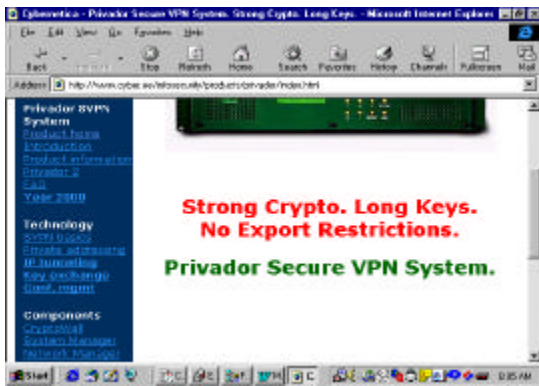 Cybernetica - Privador Secure VPN System. Strong Crypto. Long Keys. - Microsoft Internet Explorer
File Edit View Go Favorites Help
Back Stop Refresh Home Search Favorites History Channels Fullscreen Mail
Address
Privador SVPN
System
Product home
Introduction
Product information
Privador 2
FAQ
Year 2000
Strong Crypto. Long Keys.
No Export Restrictions.
Privador Secure VPN System.
Technology
SVPN basics
Private addressing
IP tunneling
Key exchange
Conf. mgmt
Components
CryptoWall
System Manager
Network Manager
Start